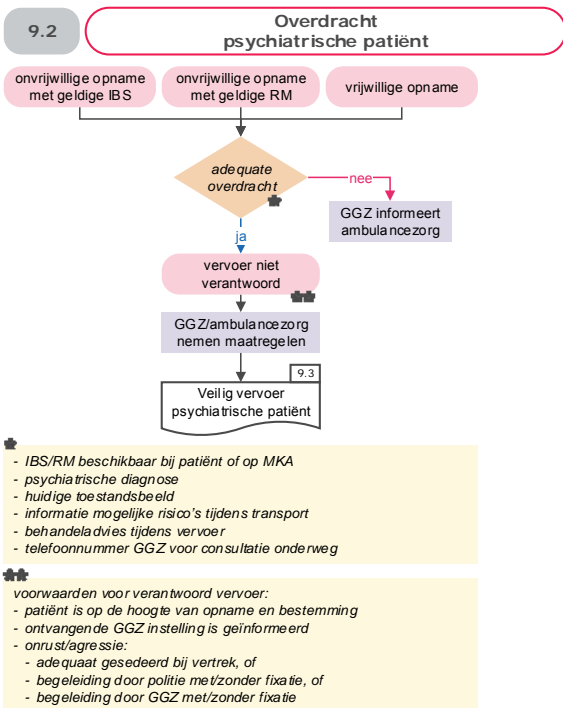 9.2
Overdracht
psychiatrische patiënt
onvrijwillige opname
met geldige IBS
onvrijwillige opname
met geldige RM
vrijwillige opname
adequate
overdracht
nee
GGZ informeert
ambulancezorg
ja
vervoer niet
verantwoord
GGZ/ambulancezorg
nemen maatregelen
9.3
Veilig vervoer
psychiatrische patiënt
- IBS/RM beschikbaar bij patiënt of op MKA
- psychiatrische diagnose
- huidige toestandsbeeld
- informatie mogelijke risico's tijdens transport
- behandeladvies tijdens vervoer
- telefoonnummer GGZ voor consultatie onderweg
voorwaarden voor verantwoord vervoer:
- patiënt is op de hoogte van opname en bestemming
- ontvangende GGZ instelling is geïnformeerd
- onrust/agressie:
- adequaat gesedeerd bij vertrek, of
- begeleiding door politie met/zonder fixatie, of
- begeleiding door GGZ met/zonder fixatie